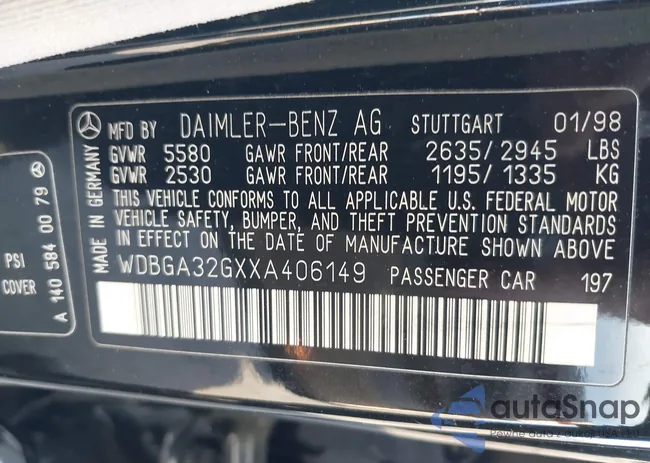 MFD BY DAIMLER-BENZ AG STUTTGART 01/98
GVWR 5580 GAWR FRONT/REAR 2635/2945 LBS
GVWR 2530 GAWR FRONT/REAR 1195/1335 KG
THIS VEHICLE CONFORMS TO ALL APPLICABLE U.S. FEDERAL MOTOR
VEHICLE SAFETY, BUMPER, AND THEFT PREVENTION STANDARDS
IN EFFECT ON THE DATE OF MANUFACTURE SHOWN ABOVE
WDBGA32GXXA406149 PASSENGER CAR 197
MADE IN GERMANY
A 140 584 00 79
PSI
COVER
autoSnap